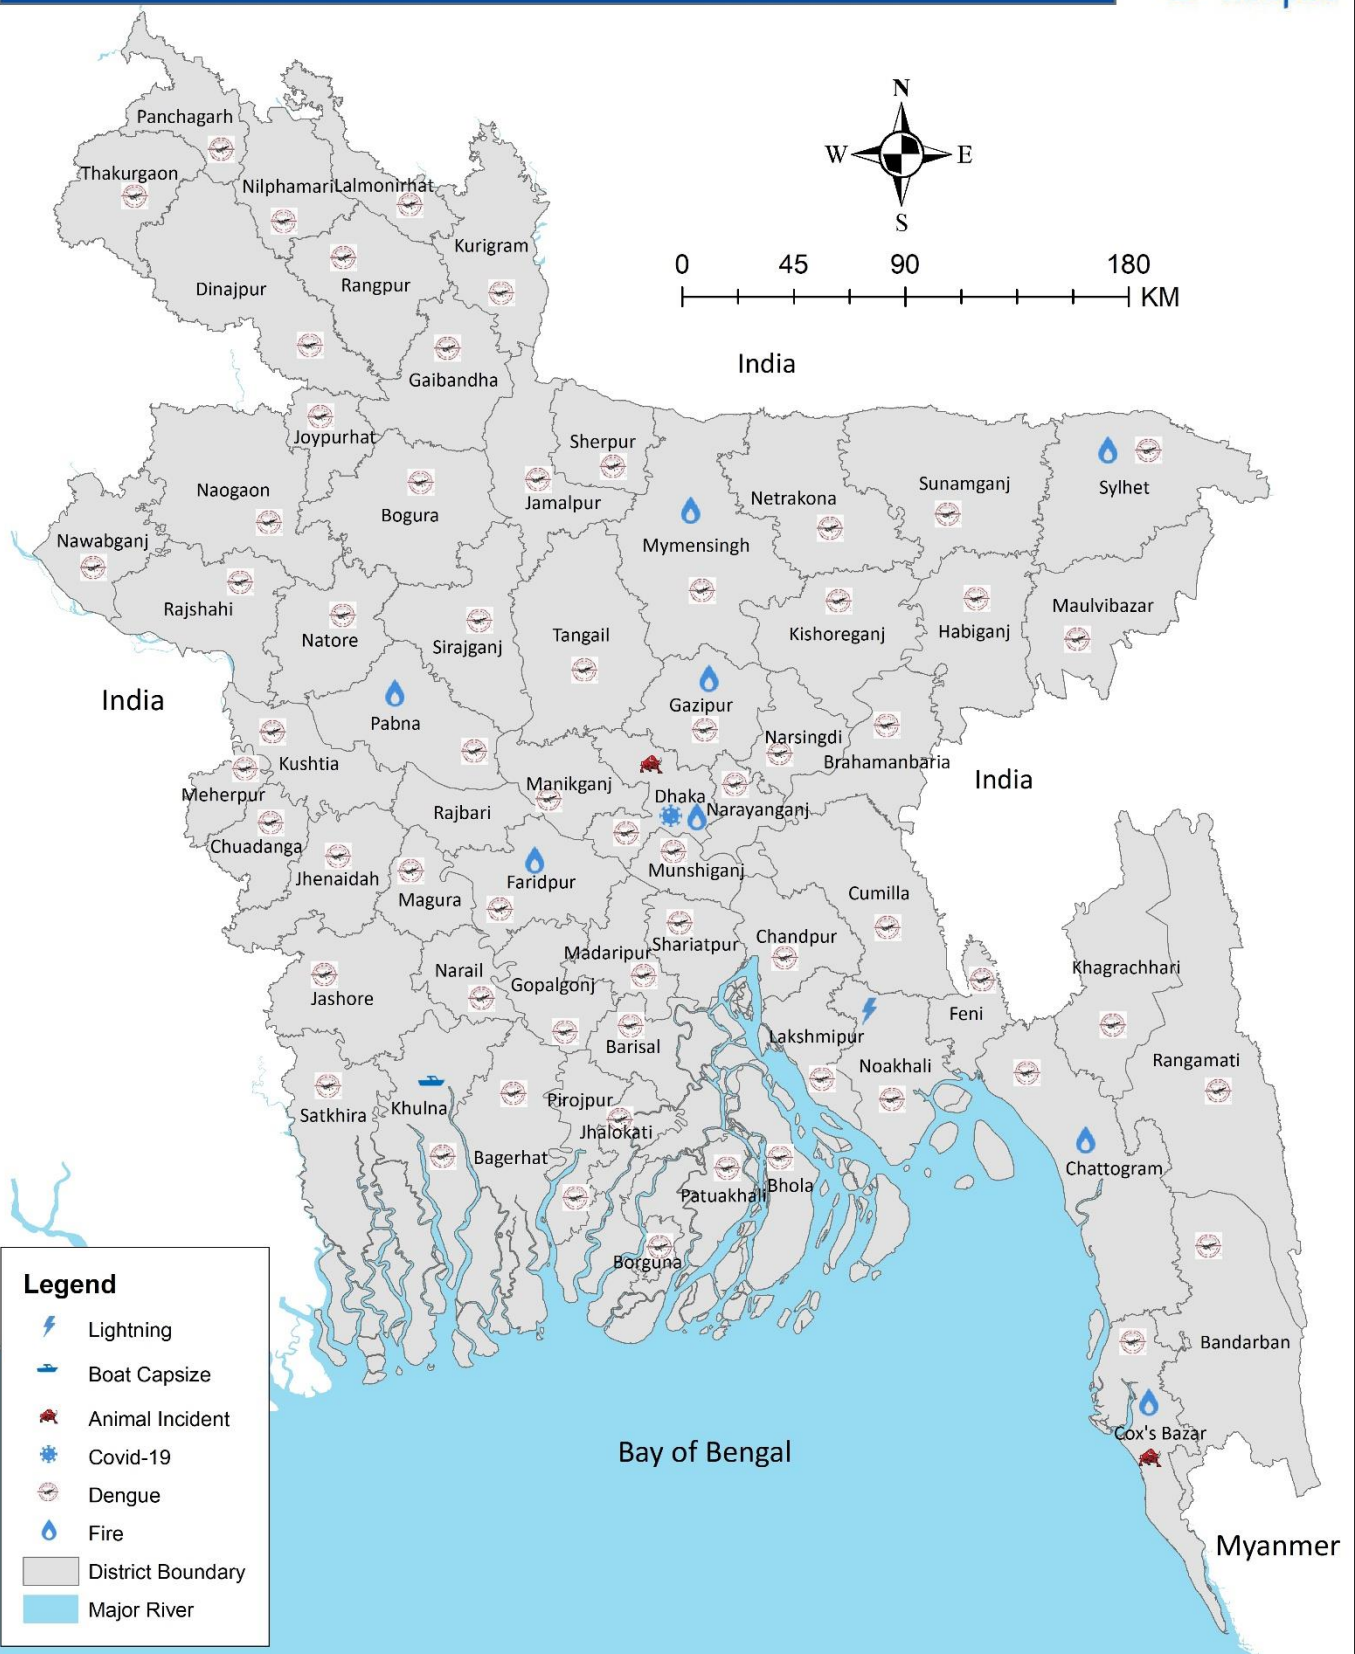 N
Panchagarh
W E
Thakurgaon
Nilphamari Lalmonirhat
S
Kurigram
0 45 90 180
KM
Dinajpur
Rangpur
India
Gaibandha
Joypurhat
Sherpur
Naogaon
Bogura
Jamalpur
Netrakona
Sunamganj
Sylhet
Nawabganj
Mymensingh
Rajshahi
Natore
Sirajganj
Tangail
Kishoreganj
Habiganj
Maulvibazar
India
Pabna
Gazipur
Narsingdi
Kushtia
Brahamanbaria
India
Meherpur
Manikganj
Dhaka
Rajbari
Narayanganj
Chuadanga
Jhenaidah
Magura
Faridpur
Munshiganj
Cumilla
Shariatpur
Chandpur
Madaripur
Narail
Gopalgonj
Khagrachhari
Jashore
Feni
Lakshmipur
Barisal
Noakhali
Rangamati
Satkhira
Khulna
Pirojpur
Jhalokati
Bagerhat
Chattogram
Patuakhali
Bhola
Borguna
Legend
Lightning
Boat Capsize
Animal Incident
Covid-19
Dengue
Fire
District Boundary
Major River
Bandarban
Cox's Bazar
Bay of Bengal
Myanmer